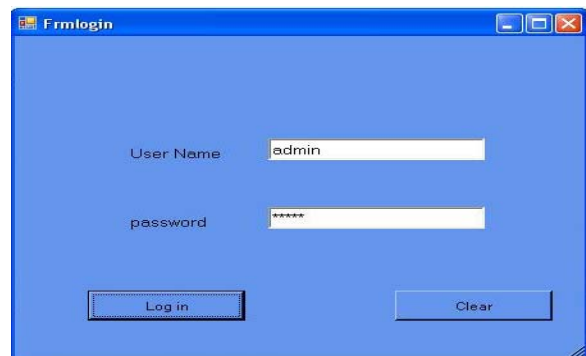 Frmlogin
User Name admin
password *****
Log in Clear